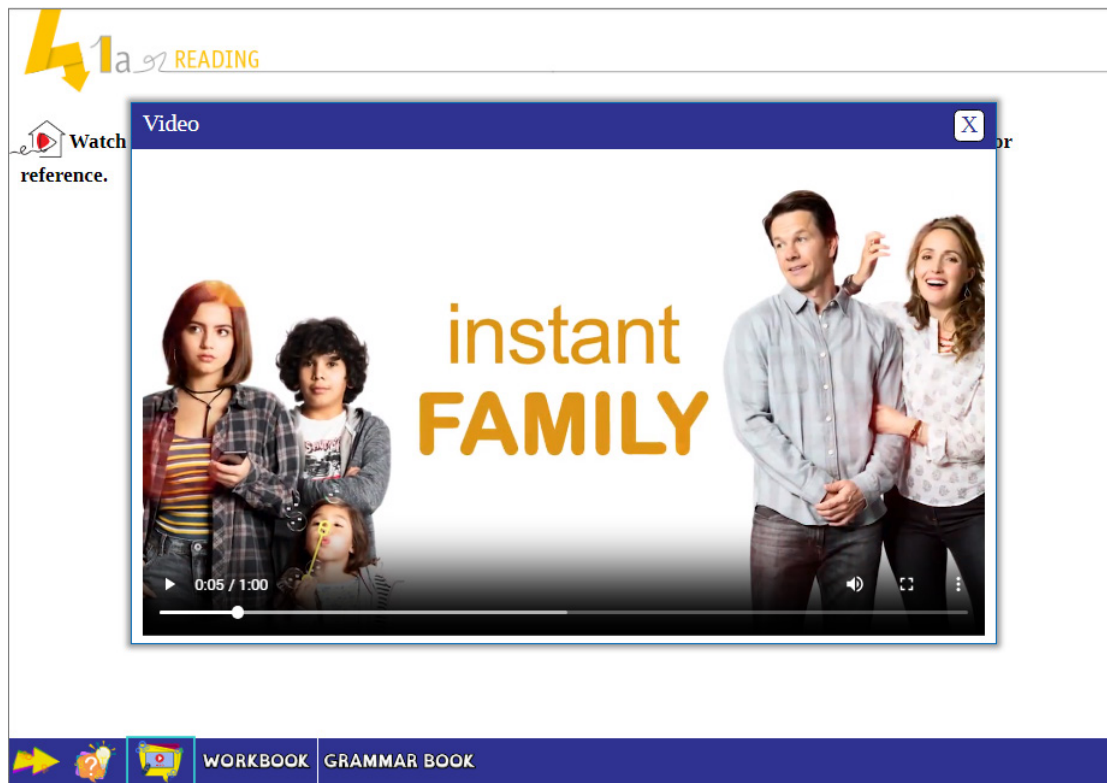 1a READING
Watch
or
reference.
Video
X
instant
FAMILY
0:05 / 1:00
WORKBOOK GRAMMAR BOOK